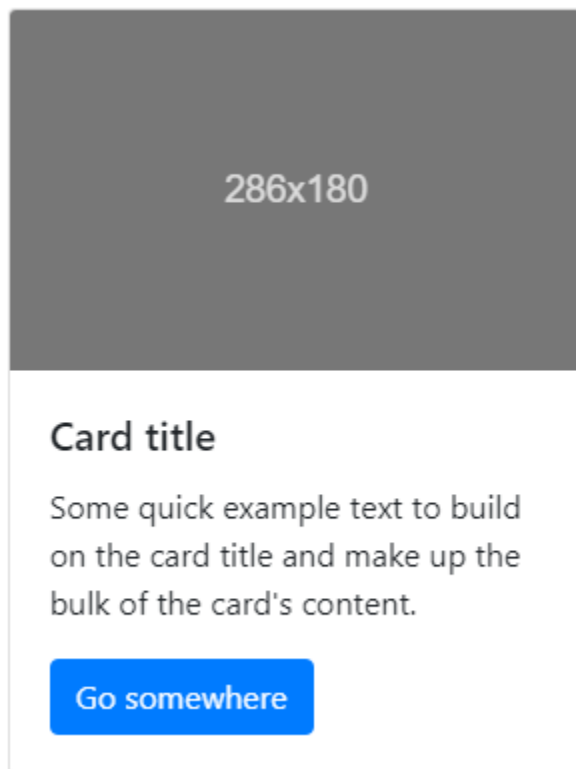 286x180
Card title
Some quick example text to build
on the card title and make up the
bulk of the card's content.
Go somewhere